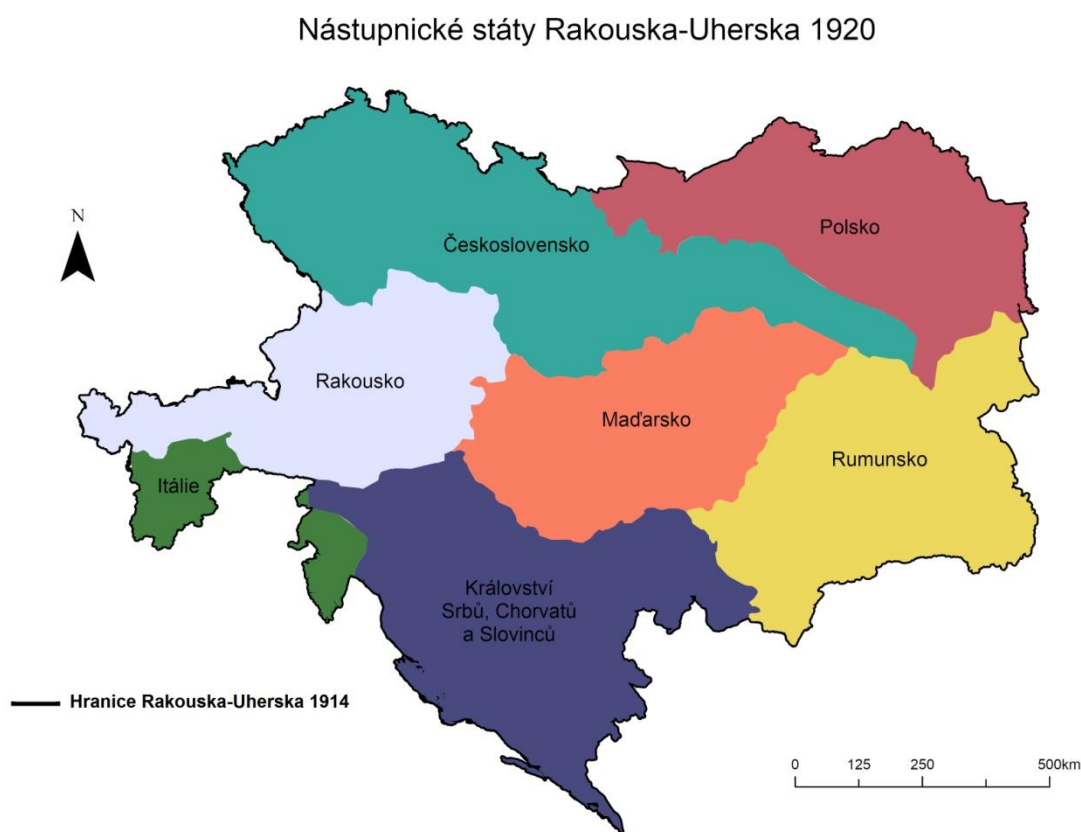 Nástupnické státy Rakouska-Uherska 1920
N
Polsko
Československo
Rakousko
Maďarsko
Rumunsko
Itálie
Království
Srbů, Chorvatů
a Slovinců
Hranice Rakouska-Uherska 1914
0 125 250 500km